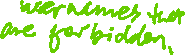 usernames that
are forbidden.